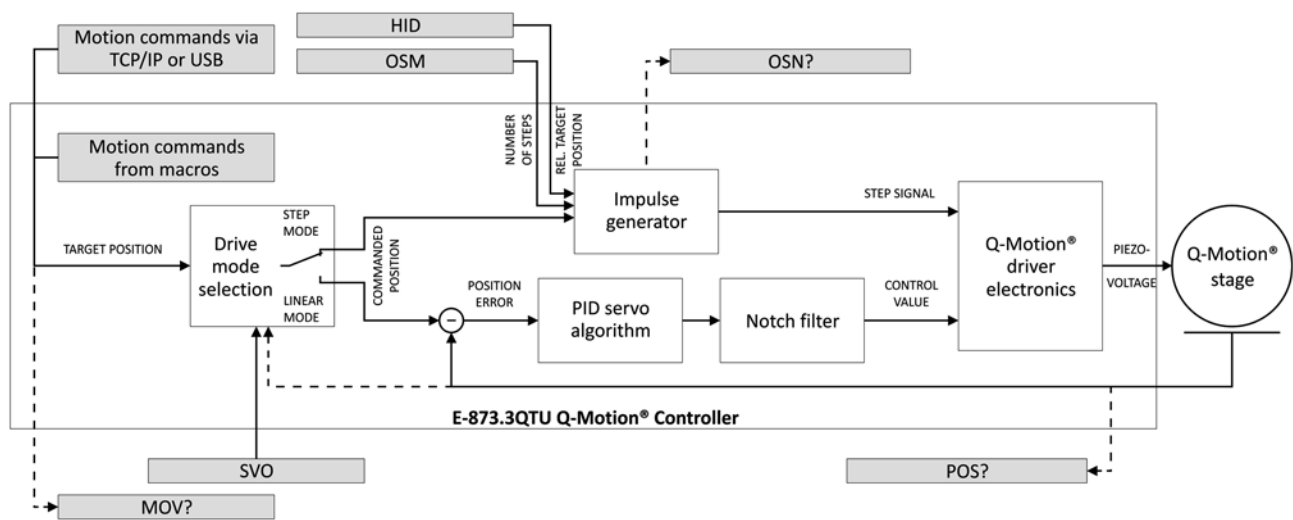 Motion commands via
TCP/IP or USB
HID
OSM
OSN?
Motion commands
from macros
NUMBER
OF STEPS
REL. TARGET
POSITION
Impulse
generator
STEP SIGNAL
TARGET POSITION
Drive
mode
selection
STEP
MODE
LINEAR
MODE
COMMANDED
POSITION
POSITION
ERROR
PID servo
algorithm
Notch filter
CONTROL
VALUE
Q-Motion®
driver
electronics
PIEZO-
VOLTAGE
Q-Motion®
stage
–
E-873.3QTU Q-Motion® Controller
SVO
POS?
MOV?